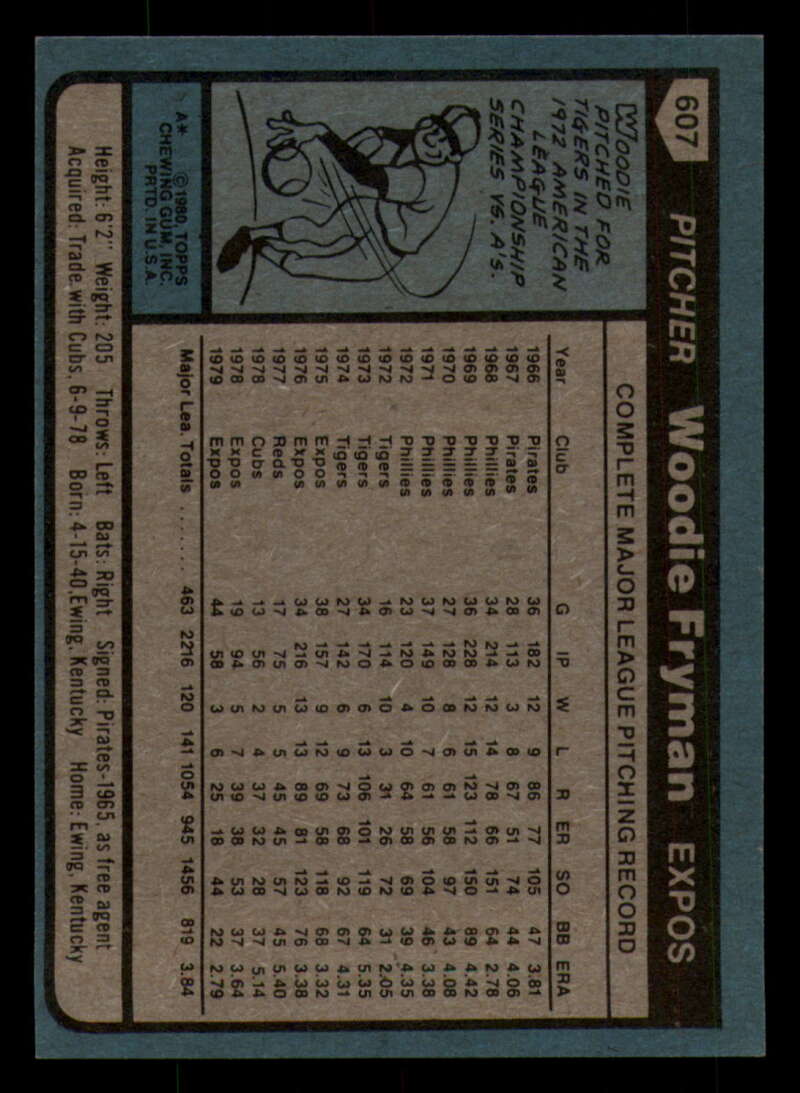 607 PITCHER Woodie Fryman EXPOS
WOODIE
PITCHED FOR
TIGERS IN THE
1972 AMERICAN
LEAGUE
CHAMPIONSHIP
SERIES VS. A'S.
A* ©1980, TOPPS
CHEWING GUM, INC.
PRTD. IN U.S.A.
COMPLETE MAJOR LEAGUE PITCHING RECORD
Year Club G IP W L R ER SO BB ERA
1966 Pirates 36 182 12 9 86 77 105 47 3.81
1967 Pirates 28 113 3 8 67 51 74 44 4.06
1968 Phillies 34 214 12 14 78 66 151 64 2.78
1969 Phillies 36 228 12 15 123 112 150 89 4.42
1970 Phillies 27 128 8 6 61 58 97 43 4.08
1971 Phillies 37 149 10 7 61 56 104 46 3.38
1972 Phillies 23 120 4 10 64 58 69 39 4.35
1972 Tigers 16 114 10 3 31 26 72 31 2.05
1973 Tigers 34 170 6 13 106 101 119 64 5.35
1974 Tigers 27 142 6 9 73 68 92 67 4.31
1975 Expos 38 157 9 12 69 58 118 68 3.32
1976 Expos 34 216 13 13 89 81 123 76 3.38
1977 Reds 17 75 5 5 45 45 57 45 5.40
1978 Cubs 13 56 2 4 37 32 28 37 5.14
1978 Expos 19 94 5 7 39 38 53 37 3.64
1979 Expos 44 58 3 6 25 18 44 22 2.79
Major Lea. Totals ....... 463 2216 120 141 1054 945 1456 819 3.84
Height: 6'2" Weight: 205 Throws: Left Bats: Right Signed: Pirates-1965, as free agent
Acquired: Trade with Cubs, 6-9-78 Born: 4-15-40, Ewing, Kentucky Home: Ewing, Kentucky